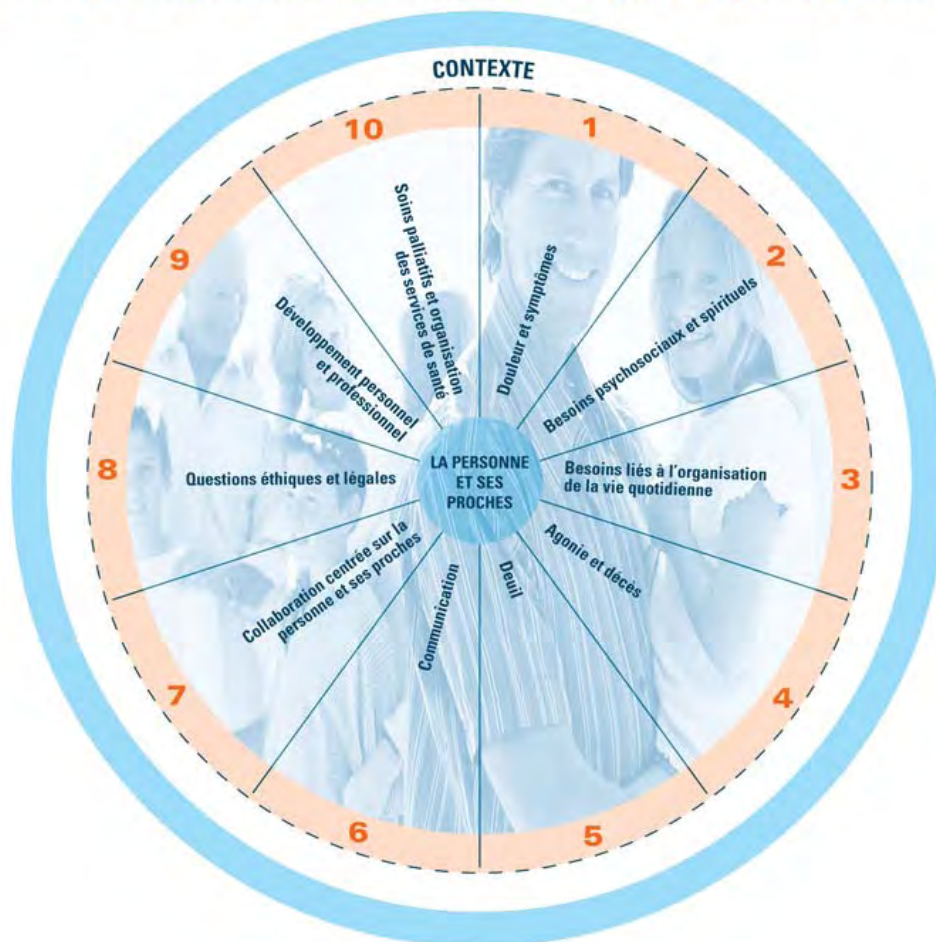 CONTEXTE
1
Douleur et symptômes
2
Besoins psychosociaux et spirituels
3
Besoins liés à l'organisation
de la vie quotidienne
4
Agonie et décès
5
Deuil
6
Communication
7
Collaboration centrée sur la
personne et ses proches
8
Questions éthiques et légales
9
Développement personnel
et professionnel
10
Soins palliatifs et organisation
des services de santé
LA PERSONNE
ET SES
PROCHES